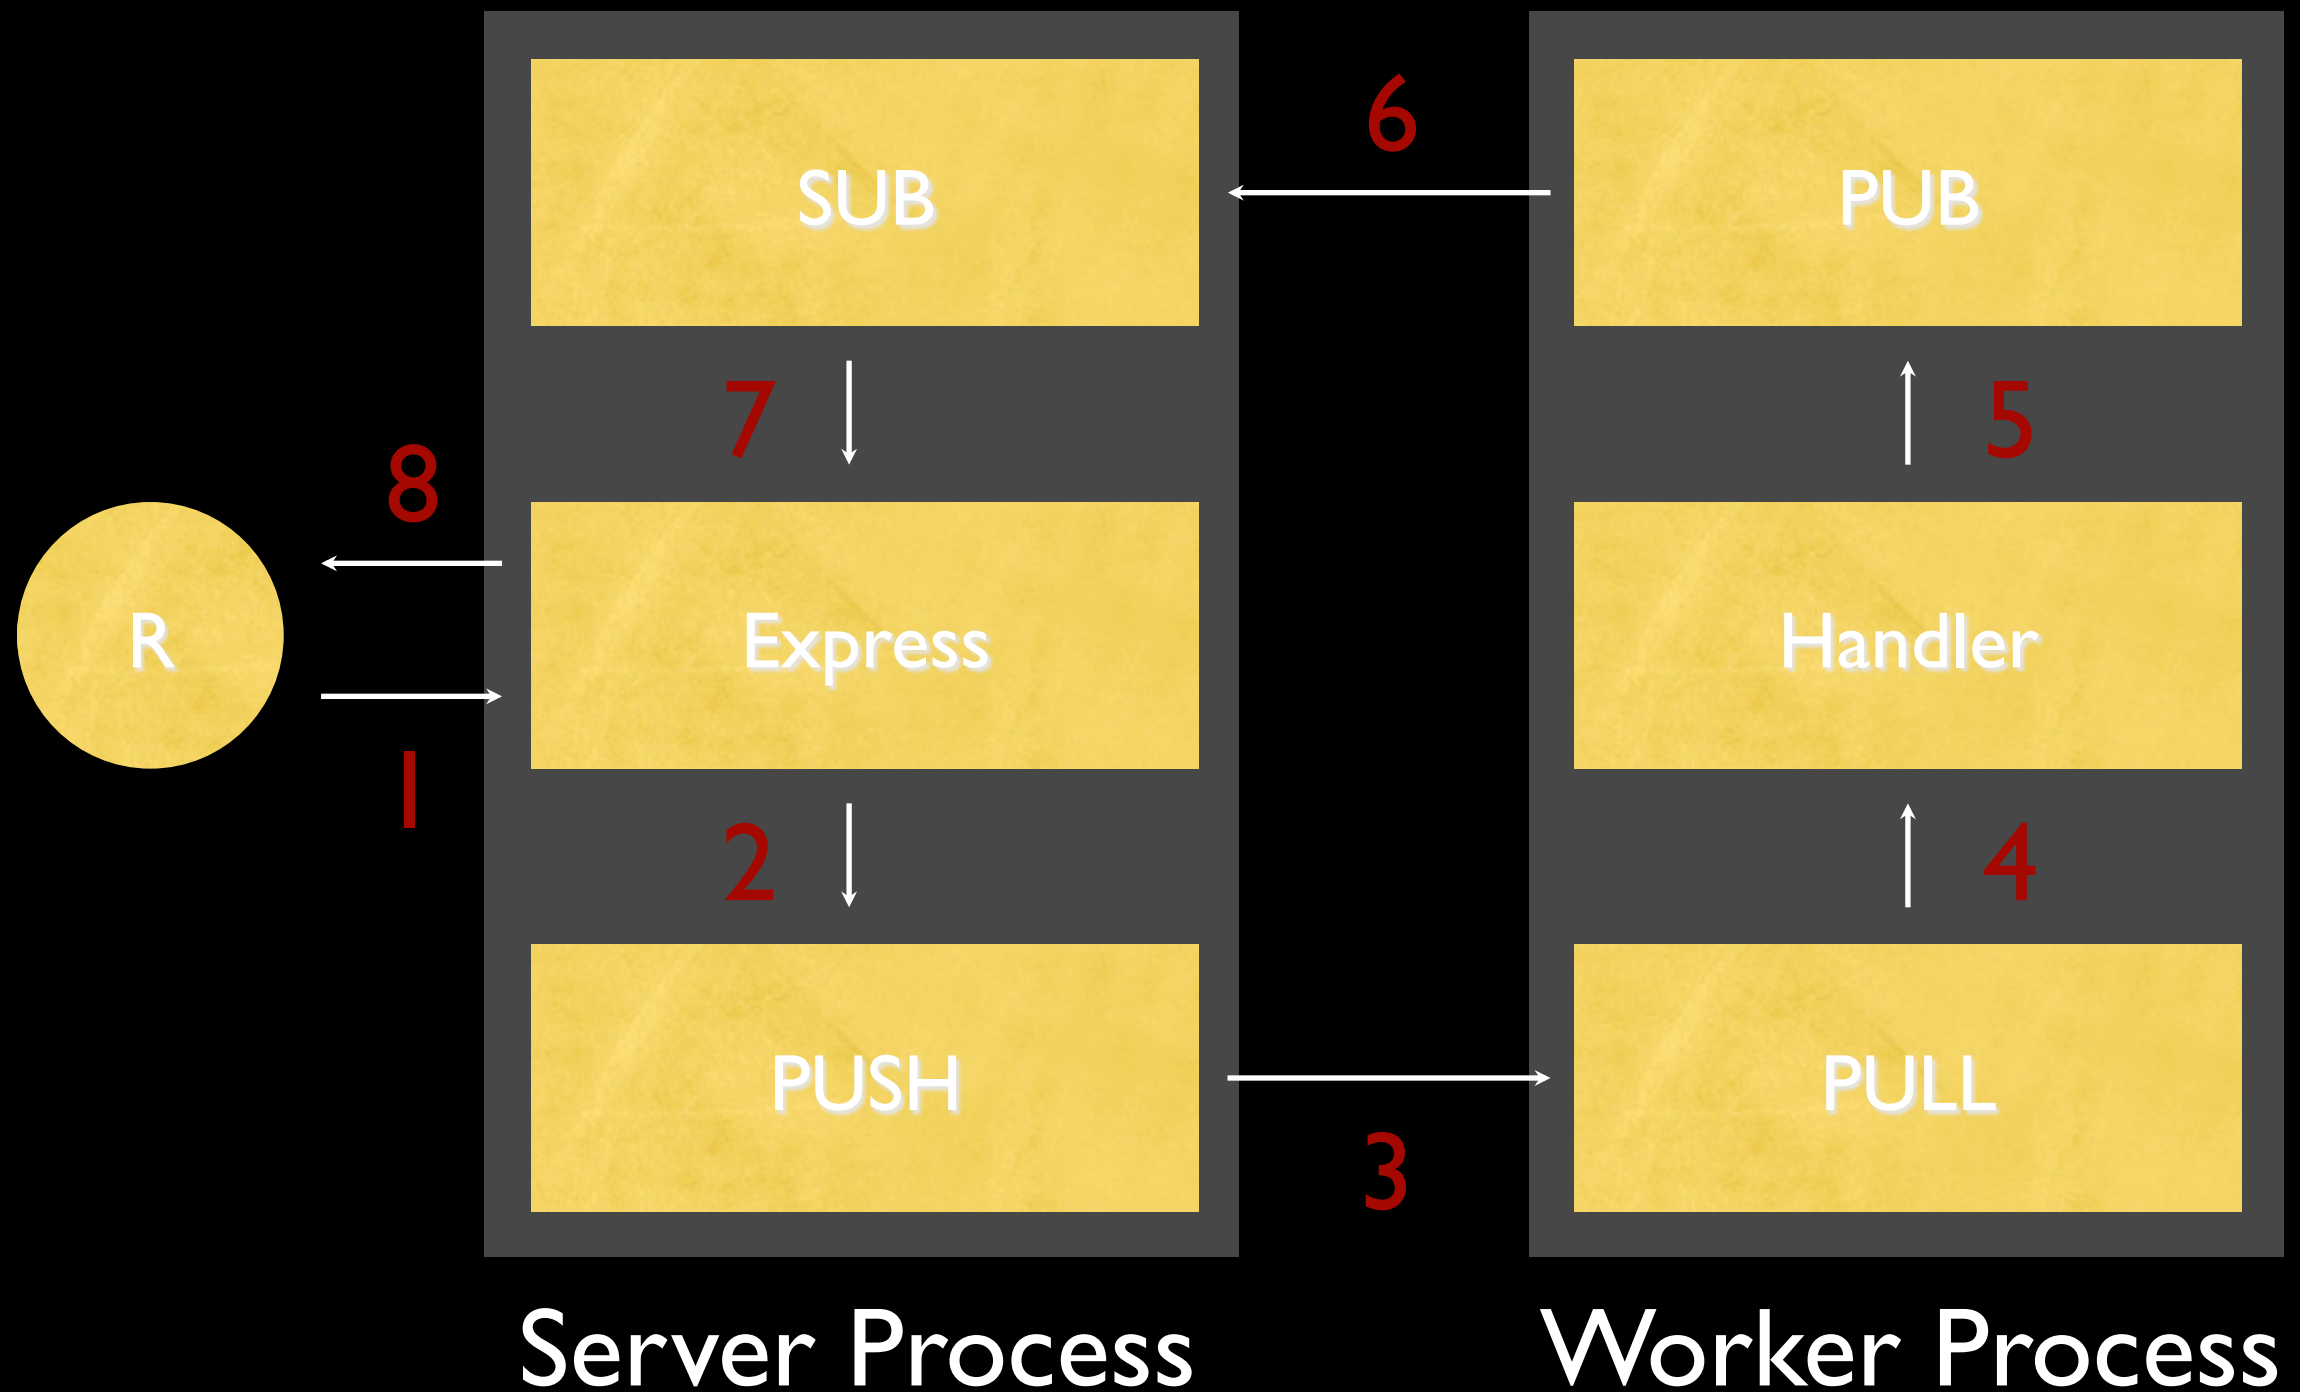 SUB
6
PUB
7
5
8
R
Express
Handler
1
2
4
PUSH
PULL
3
Server Process
Worker Process